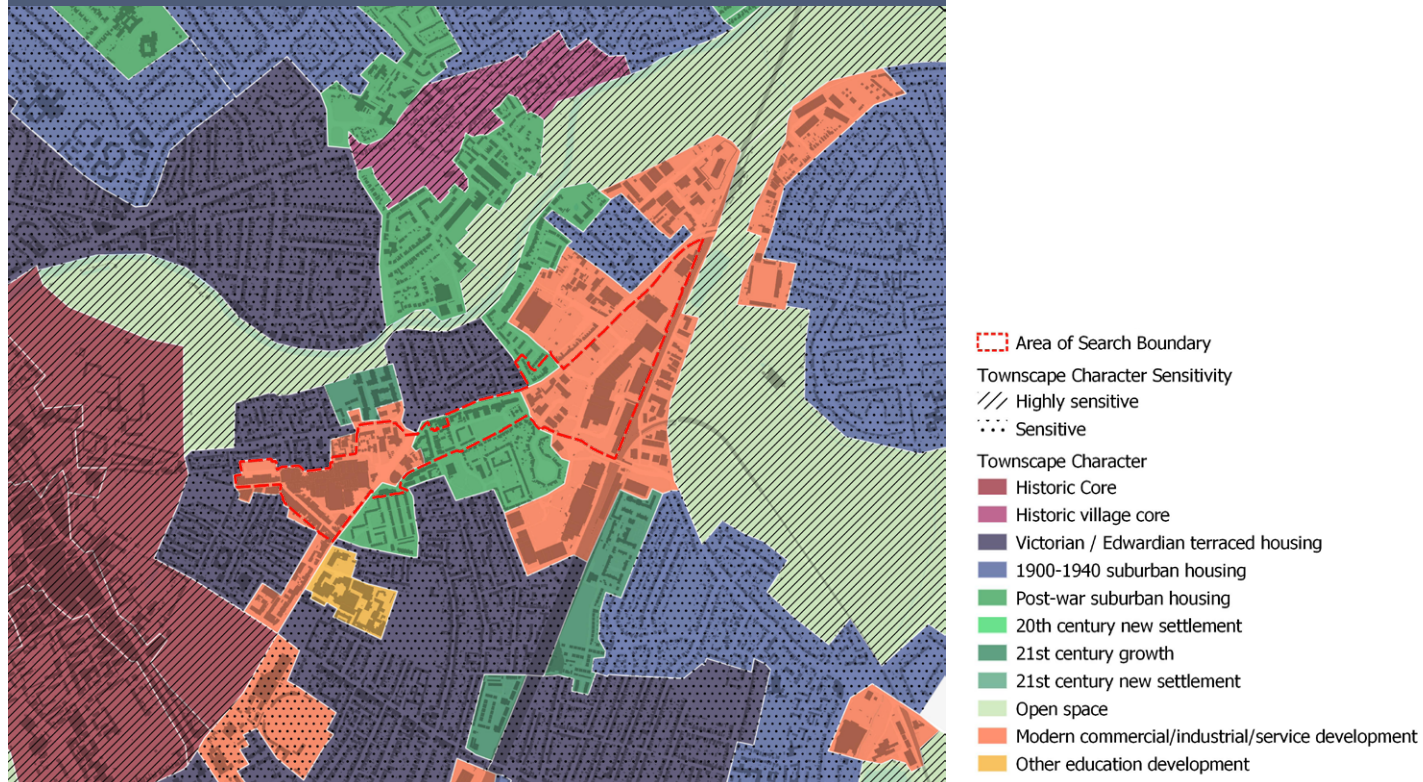 Area of Search Boundary
Townscape Character Sensitivity
Highly sensitive
Sensitive
Townscape Character
Historic Core
Historic village core
Victorian / Edwardian terraced housing
1900-1940 suburban housing
Post-war suburban housing
20th century new settlement
21st century growth
21st century new settlement
Open space
Modern commercial/industrial/service development
Other education development